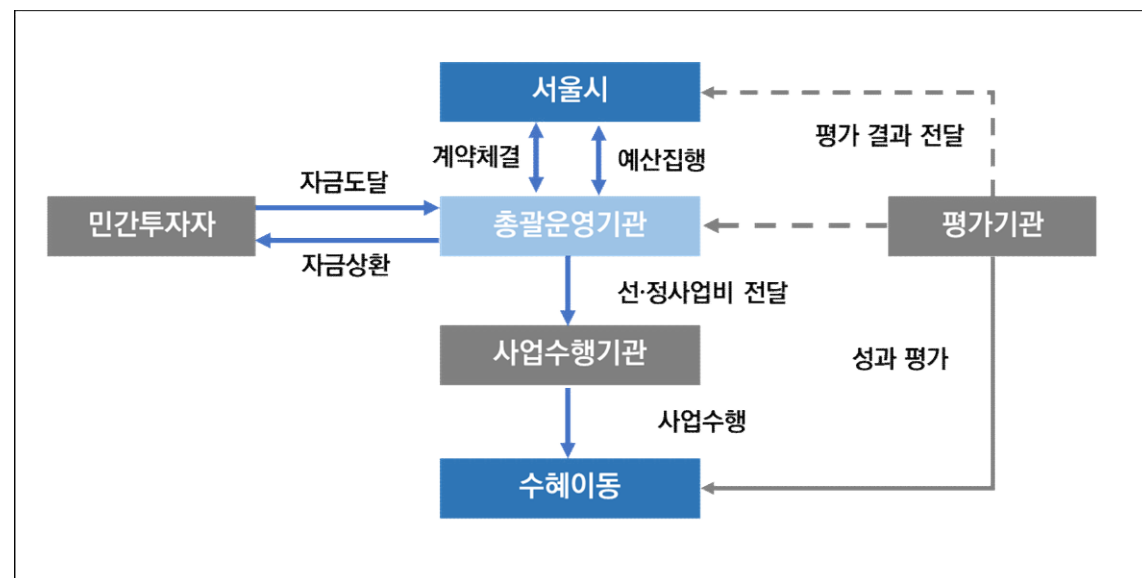 서울시
평가 결과 전달
계약체결
예산집행
자금도달
민간투자자
총괄운영기관
평가기관
자금상환
선·정사업비 전달
사업수행기관
성과 평가
사업수행
수혜이동